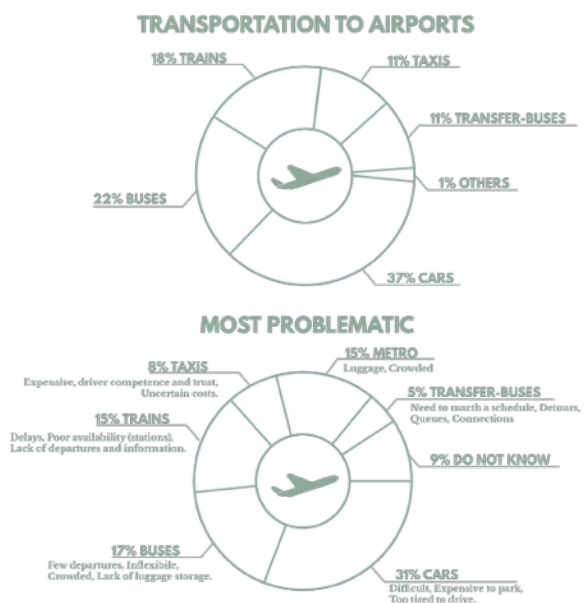 TRANSPORTATION TO AIRPORTS
18% TRAINS
11% TAXIS
11% TRANSFER-BUSES
1% OTHERS
22% BUSES
37% CARS
MOST PROBLEMATIC
15% METRO
Luggage, Crowded
8% TAXIS
Expensive, driver competence and trust,
Uncertain costs.
5% TRANSFER-BUSES
Need to march a schedule, Detours,
Queues, Connections
15% TRAINS
Delays, Poor availability (stations),
Lack of departures and information.
9% DO NOT KNOW
17% BUSES
Few departures, Inflexibile,
Crowded, Lack of luggage storage.
31% CARS
Difficult, Expensive to park,
Too tired to drive.